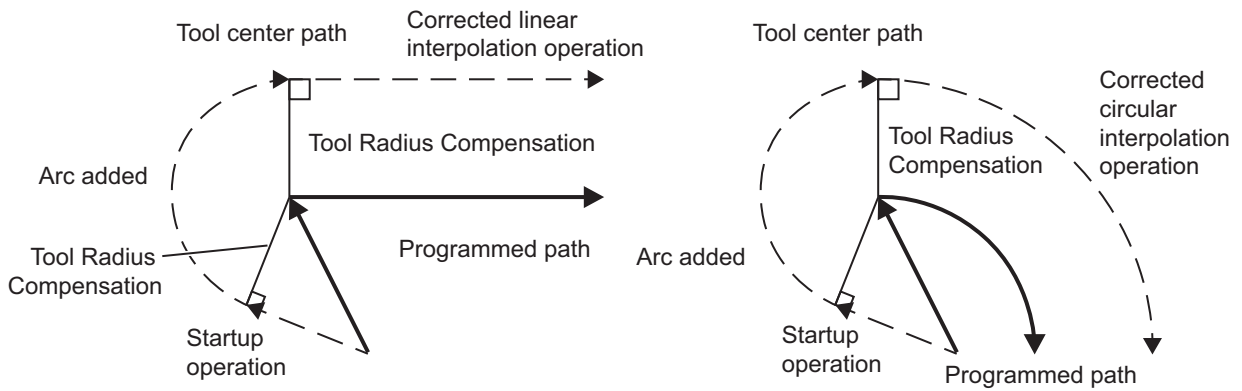 Tool center path
Corrected linear
interpolation operation
Tool Radius Compensation
Arc added
Programmed path
Tool Radius
Compensation
Startup
operation
Tool center path
Corrected
circular
interpolation
operation
Tool Radius
Compensation
Arc added
Startup
operation
Programmed path